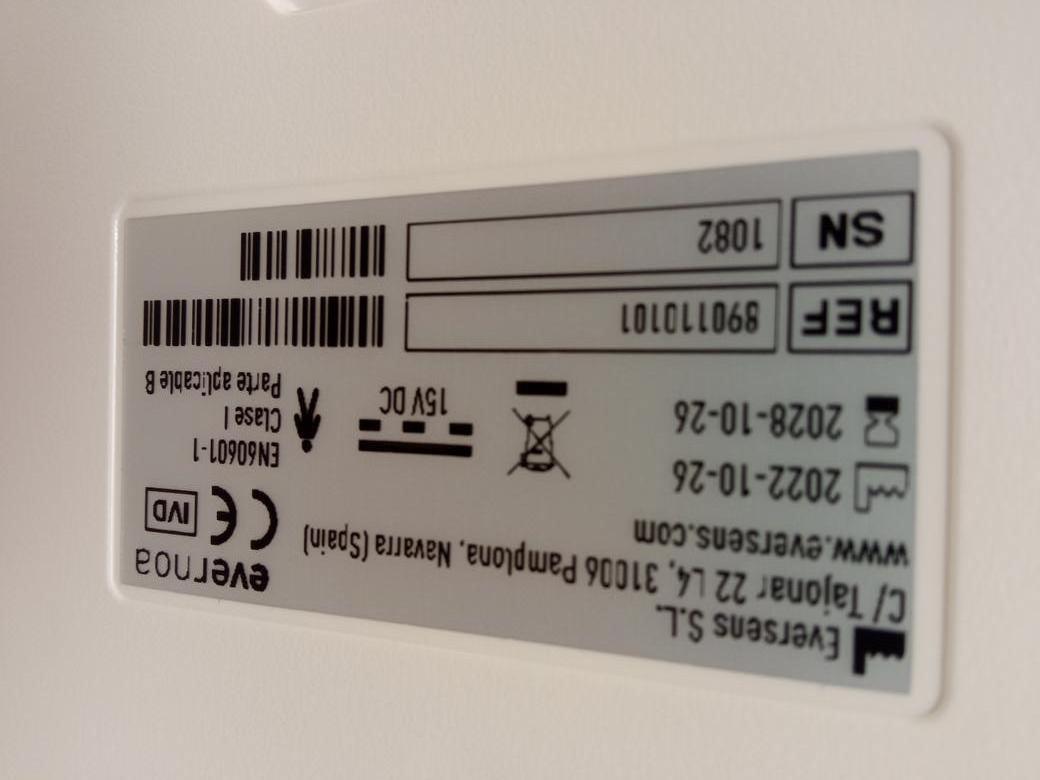 Eversens S.L.
C/ Tajonar 22 L4, 31006 Pamplona, Navarra (Spain)
www.eversens.com
evernoa
CE IVD
2022-10-26
2028-10-26
15V DC
EN60601-1
Clase I
Parte aplicable B
REF 890110101
SN 1082